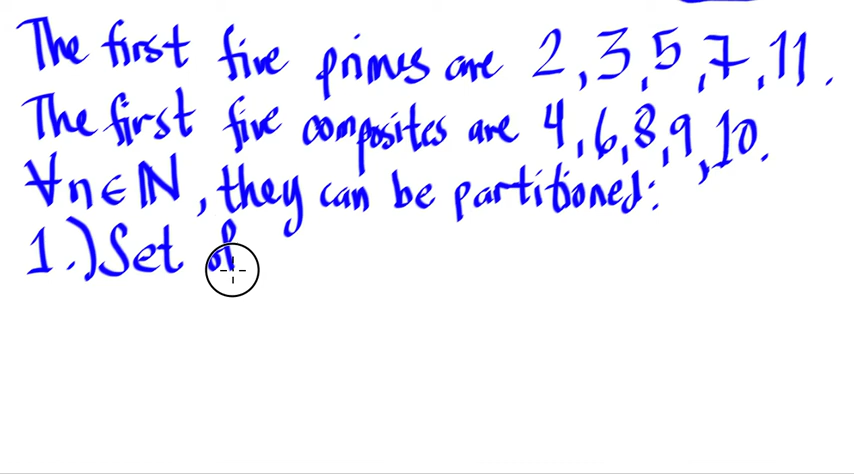 The first five primes are 2, 3, 5, 7, 11.
The first five composites are 4, 6, 8, 9, 10.
∀n∈ℕ, they can be partitioned:
1.) Set of